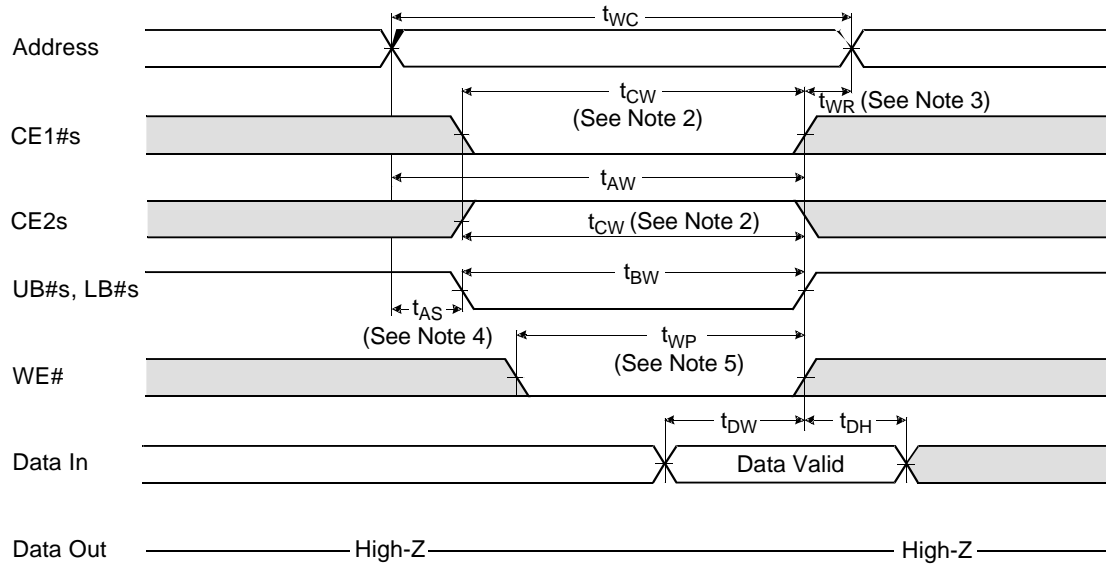 tWC
Address
tCW
(See Note 2)
tWR (See Note 3)
CE1#s
tAW
CE2s
tCW (See Note 2)
UB#s, LB#s
tBW
tAS
(See Note 4)
tWP
(See Note 5)
WE#
tDW
tDH
Data In
Data Valid
Data Out
High-Z
High-Z